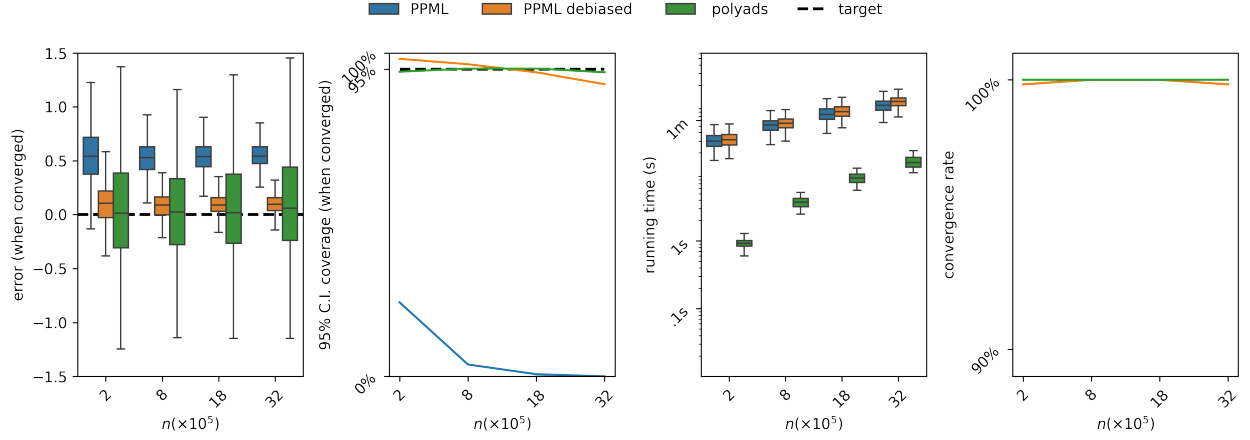 PPML PPML debiased polyads target
error (when converged)
1.5
1.0
0.5
0.0
−0.5
−1.0
−1.5
2 8 18 32
n(×10⁵)
95% C.I. coverage (when converged)
100%
95%
0%
2 8 18 32
n(×10⁵)
running time (s)
1m
1s
.1s
2 8 18 32
n(×10⁵)
convergence rate
100%
90%
2 8 18 32
n(×10⁵)